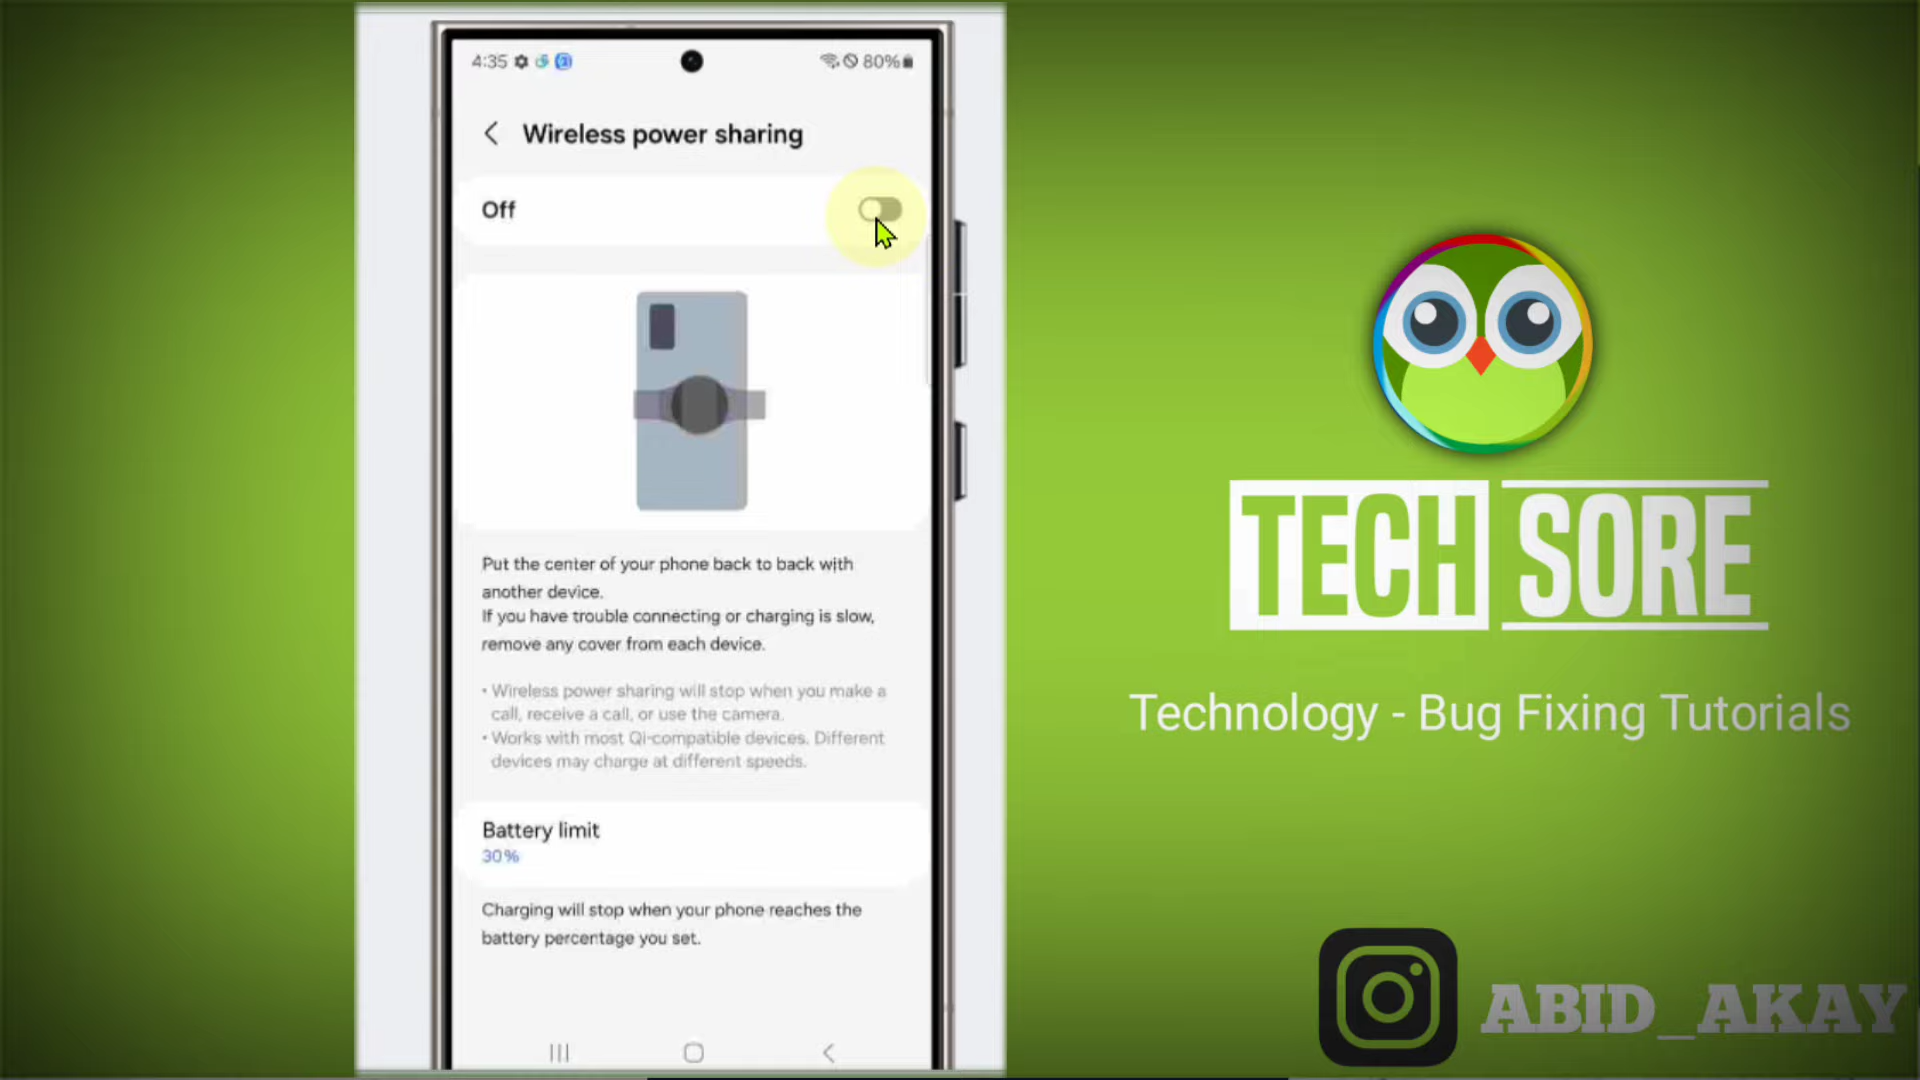 4:35
80%
Wireless power sharing
Off
Put the center of your phone back to back with
another device.
If you have trouble connecting or charging is slow,
remove any cover from each device.
• Wireless power sharing will stop when you make a
call, receive a call, or use the camera.
• Works with most Qi-compatible devices. Different
devices may charge at different speeds.
Battery limit
30%
Charging will stop when your phone reaches the
battery percentage you set.
TECH SORE
Technology - Bug Fixing Tutorials
ABID_AKAY